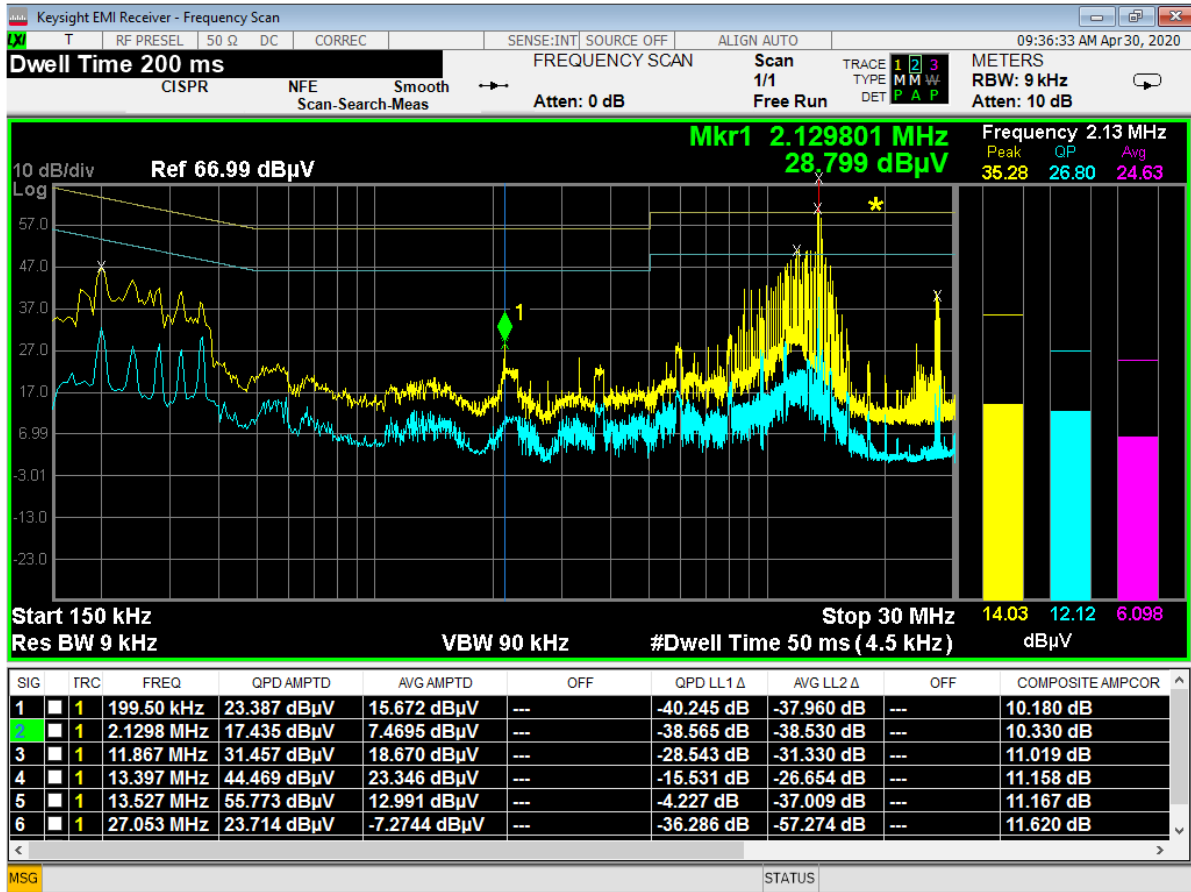 Keysight EMI Receiver - Frequency Scan
LXI T RF PRESEL 50 Ω DC CORREC SENSE:INT SOURCE OFF ALIGN AUTO 09:36:33 AM Apr 30, 2020
Dwell Time 200 ms FREQUENCY SCAN Scan TRACE 1 2 3 METERS
CISPR NFE Smooth 1/1 TYPE M M W RBW: 9 kHz
Scan-Search-Meas Atten: 0 dB Free Run DET P A P Atten: 10 dB
Mkr1 2.129801 MHz Frequency 2.13 MHz
Peak QP Avg
10 dB/div Ref 66.99 dBµV 28.799 dBµV 35.28 26.80 24.63
Log
*
57.0
47.0
37.0
1
27.0
17.0
6.99
-3.01
-13.0
-23.0
Start 150 kHz Stop 30 MHz 14.03 12.12 6.098
Res BW 9 kHz VBW 90 kHz #Dwell Time 50 ms (4.5 kHz) dBµV
SIG TRC FREQ QPD AMPTD AVG AMPTD OFF QPD LL1 Δ AVG LL2 Δ OFF COMPOSITE AMPCOR
1 1 199.50 kHz 23.387 dBµV 15.672 dBµV --- -40.245 dB -37.960 dB --- 10.180 dB
2 1 2.1298 MHz 17.435 dBµV 7.4695 dBµV --- -38.565 dB -38.530 dB --- 10.330 dB
3 1 11.867 MHz 31.457 dBµV 18.670 dBµV --- -28.543 dB -31.330 dB --- 11.019 dB
4 1 13.397 MHz 44.469 dBµV 23.346 dBµV --- -15.531 dB -26.654 dB --- 11.158 dB
5 1 13.527 MHz 55.773 dBµV 12.991 dBµV --- -4.227 dB -37.009 dB --- 11.167 dB
6 1 27.053 MHz 23.714 dBµV -7.2744 dBµV --- -36.286 dB -57.274 dB --- 11.620 dB
MSG STATUS